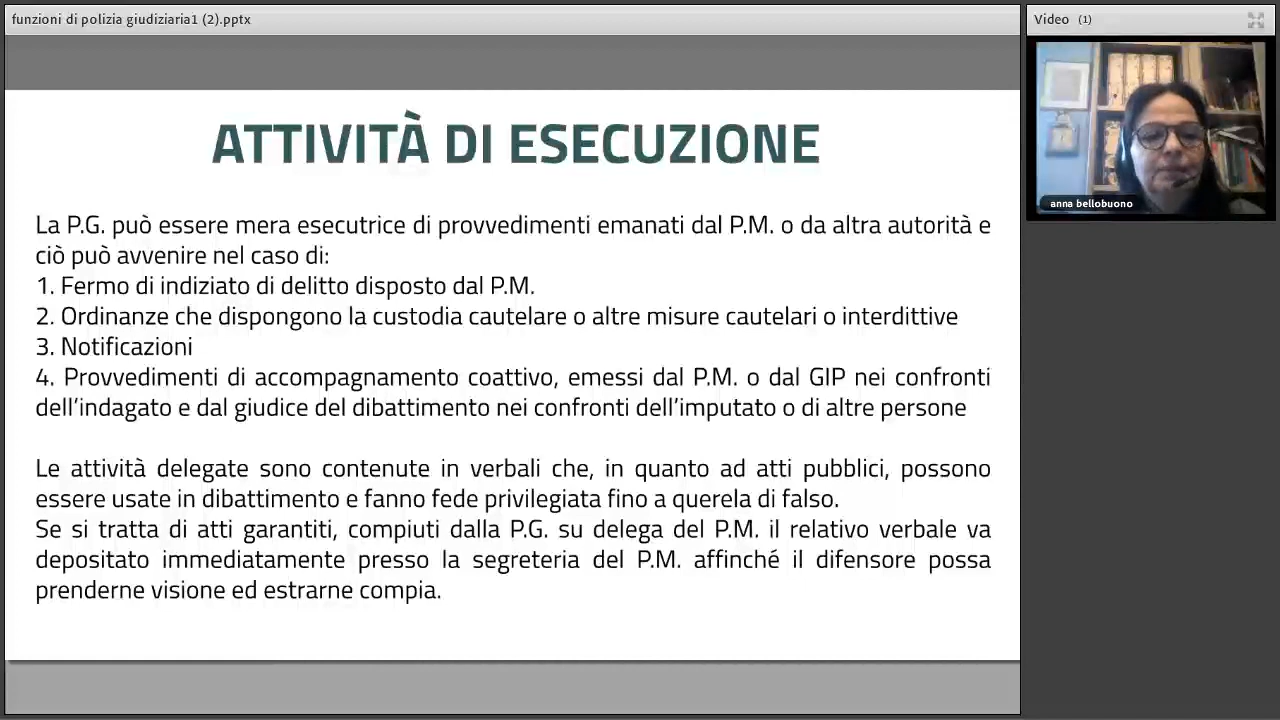 funzioni di polizia giudiziaria1 (2).pptx
Video (1)
anna bellobuono
ATTIVITÀ DI ESECUZIONE
La P.G. può essere mera esecutrice di provvedimenti emanati dal P.M. o da altra autorità e
ciò può avvenire nel caso di:
1. Fermo di indiziato di delitto disposto dal P.M.
2. Ordinanze che dispongono la custodia cautelare o altre misure cautelari o interdittive
3. Notificazioni
4. Provvedimenti di accompagnamento coattivo, emessi dal P.M. o dal GIP nei confronti
dell’indagato e dal giudice del dibattimento nei confronti dell’imputato o di altre persone
Le attività delegate sono contenute in verbali che, in quanto ad atti pubblici, possono
essere usate in dibattimento e fanno fede privilegiata fino a querela di falso.
Se si tratta di atti garantiti, compiuti dalla P.G. su delega del P.M. il relativo verbale va
depositato immediatamente presso la segreteria del P.M. affinché il difensore possa
prenderne visione ed estrarne compia.